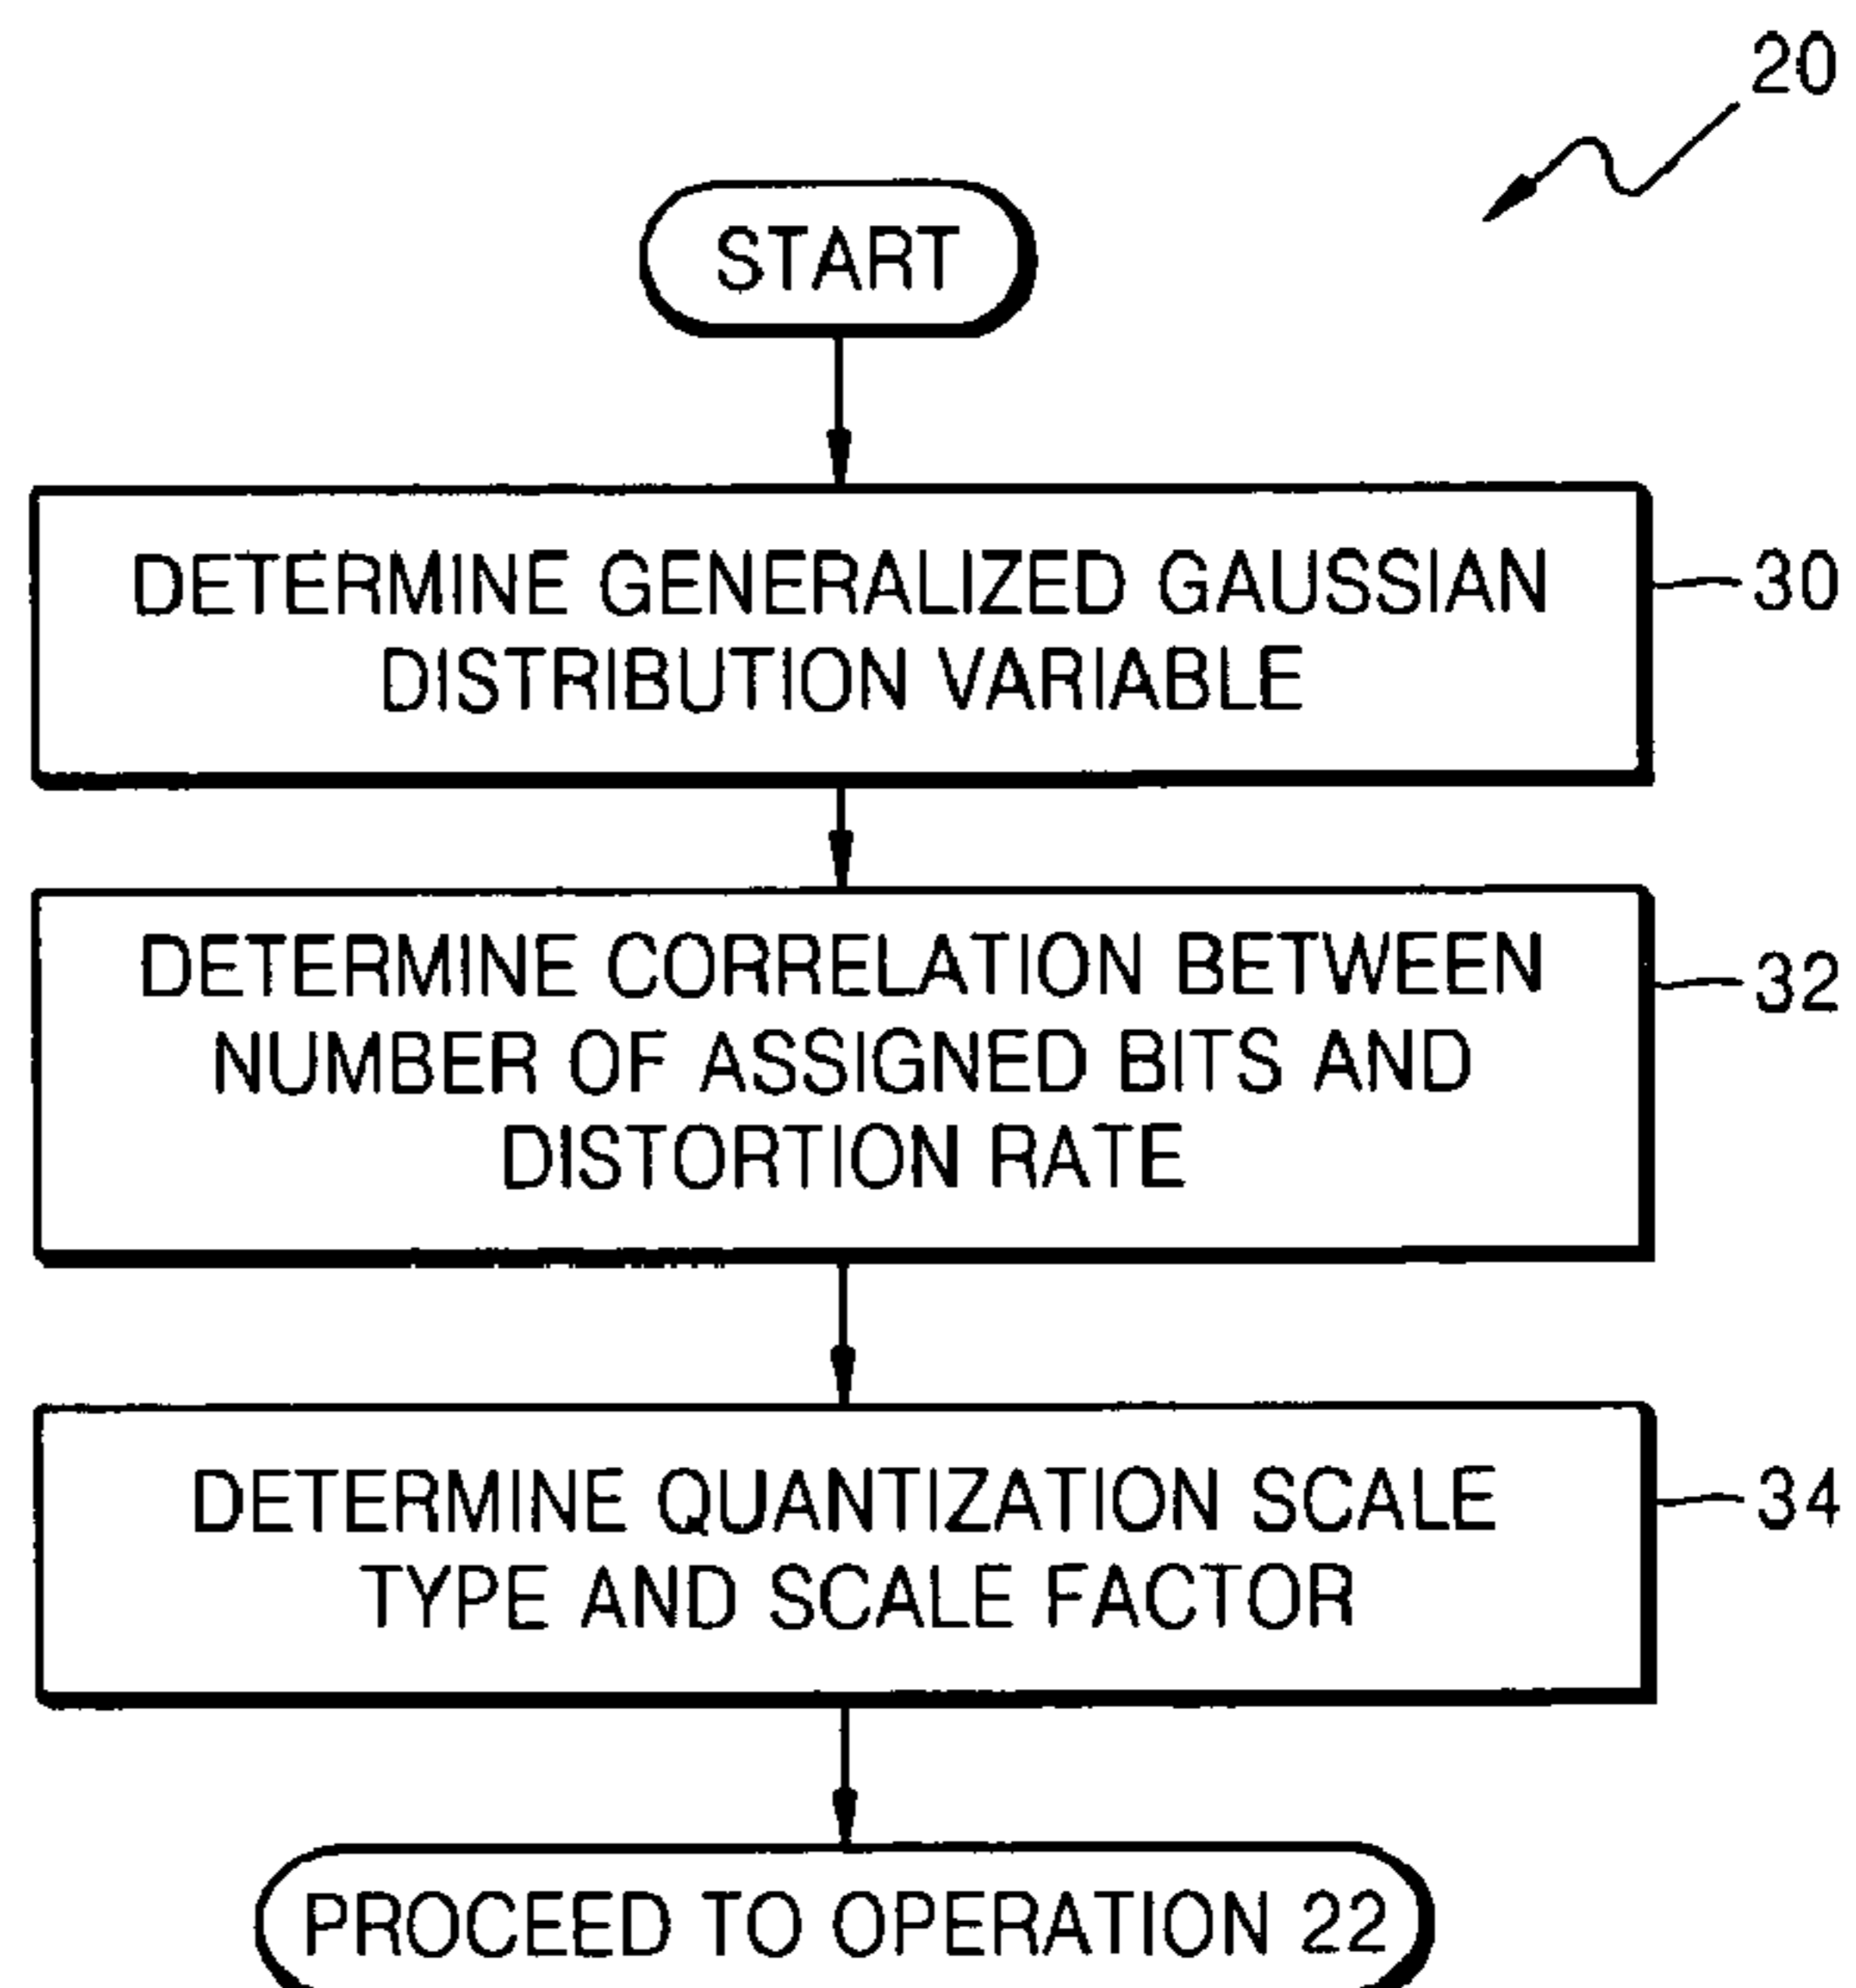 20
START
DETERMINE GENERALIZED GAUSSIAN
DISTRIBUTION VARIABLE
30
DETERMINE CORRELATION BETWEEN
NUMBER OF ASSIGNED BITS AND
DISTORTION RATE
32
DETERMINE QUANTIZATION SCALE
TYPE AND SCALE FACTOR
34
PROCEED TO OPERATION 22